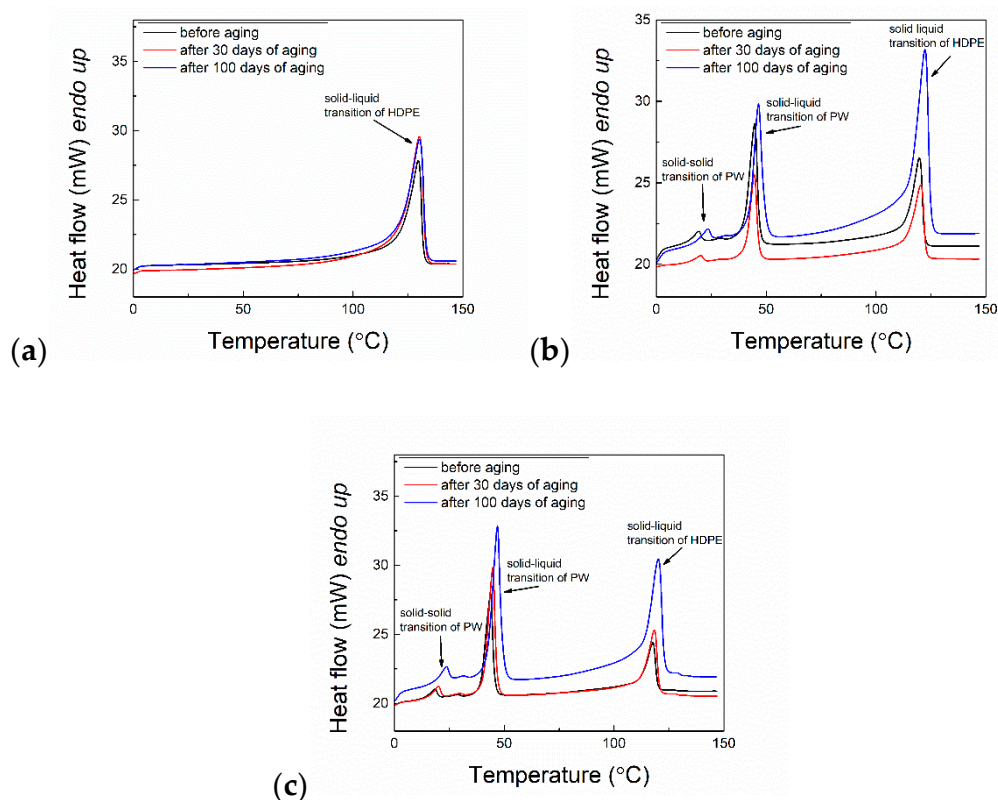 before aging
after 30 days of aging
after 100 days of aging
solid-liquid
transition of HDPE
35
30
25
20
0
50
100
150
Heat flow (mW) endo up
Temperature (°C)
(a)
before aging
after 30 days of aging
after 100 days of aging
solid liquid
transition of HDPE
solid-liquid
transition of PW
solid-solid
transition of PW
35
30
25
20
0
50
100
150
Heat flow (mW) endo up
Temperature (°C)
(b)
before aging
after 30 days of aging
after 100 days of aging
solid-liquid
transition of HDPE
solid-liquid
transition of PW
solid-solid
transition of PW
35
30
25
20
0
50
100
150
Heat flow (mW) endo up
Temperature (°C)
(c)